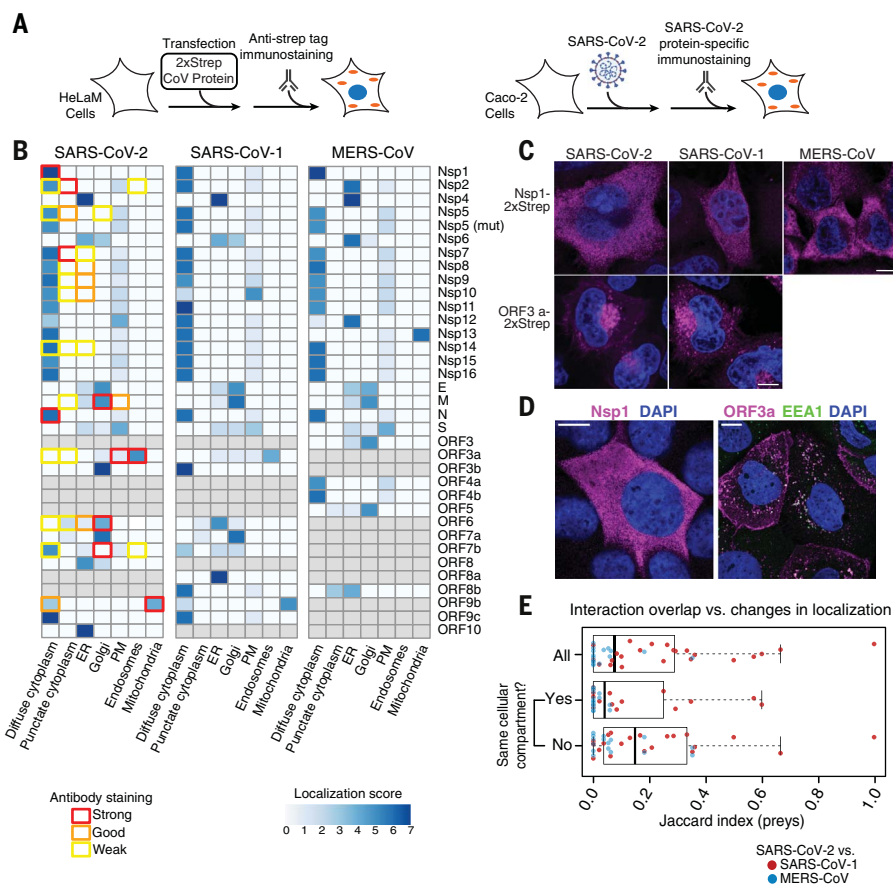 A
Transfection
2xStrep
CoV Protein
Anti-strep tag
immunostaining
HeLaM
Cells
SARS-CoV-2
SARS-CoV-2
protein-specific
immunostaining
Caco-2
Cells
B
SARS-CoV-2
SARS-CoV-1
MERS-CoV
Nsp1
Nsp2
Nsp4
Nsp5
Nsp5 (mut)
Nsp6
Nsp7
Nsp8
Nsp9
Nsp10
Nsp11
Nsp12
Nsp13
Nsp14
Nsp15
Nsp16
E
M
N
S
ORF3
ORF3a
ORF3b
ORF4a
ORF4b
ORF5
ORF6
ORF7a
ORF7b
ORF8
ORF8a
ORF8b
ORF9b
ORF9c
ORF10
Diffuse cytoplasm
Punctate cytoplasm
ER
Golgi
PM
Endosomes
Mitochondria
Diffuse cytoplasm
Punctate cytoplasm
ER
Golgi
PM
Endosomes
Mitochondria
Diffuse cytoplasm
Punctate cytoplasm
ER
Golgi
PM
Endosomes
Mitochondria
Antibody staining
Strong
Good
Weak
Localization score
0 1 2 3 4 5 6 7
C
SARS-CoV-2
SARS-CoV-1
MERS-CoV
Nsp1-
2xStrep
ORF3 a-
2xStrep
D
Nsp1 DAPI
ORF3a EEA1 DAPI
E
Interaction overlap vs. changes in localization
Same cellular
compartment?
All
Yes
No
0.0
0.2
0.4
0.6
0.8
1.0
Jaccard index (preys)
SARS-CoV-2 vs.
SARS-CoV-1
MERS-CoV